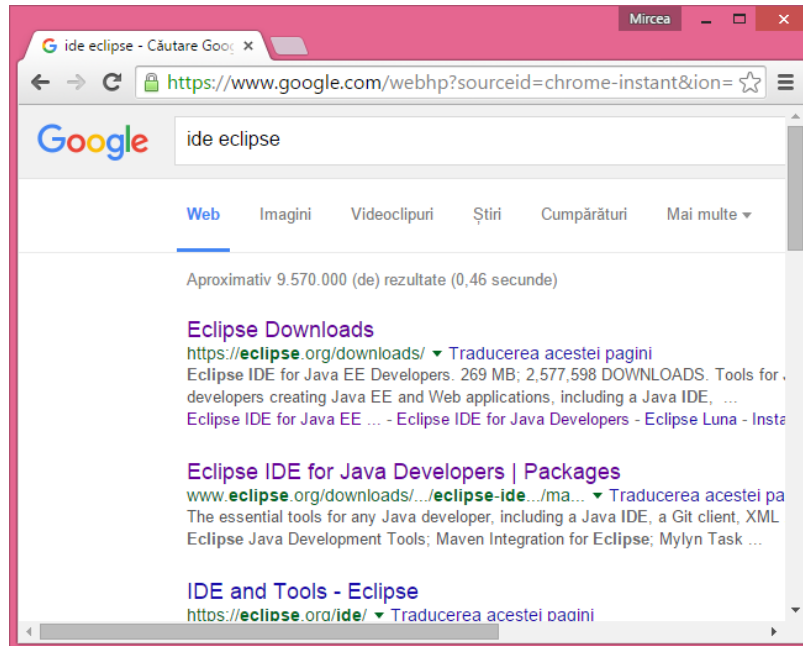 Mircea
ide eclipse - Căutare Goog
https://www.google.com/webhp?sourceid=chrome-instant&ion=
Google
ide eclipse
Web Imagini Videoclipuri Știri Cumpărături Mai multe
Aproximativ 9.570.000 (de) rezultate (0,46 secunde)
Eclipse Downloads
https://eclipse.org/downloads/ Traducerea acestei pagini
Eclipse IDE for Java EE Developers. 269 MB; 2,577,598 DOWNLOADS. Tools for
developers creating Java EE and Web applications, including a Java IDE, ...
Eclipse IDE for Java EE ... - Eclipse IDE for Java Developers - Eclipse Luna - Insta
Eclipse IDE for Java Developers | Packages
www.eclipse.org/downloads/.../eclipse-ide.../ma... Traducerea acestei pa
The essential tools for any Java developer, including a Java IDE, a Git client, XML
Eclipse Java Development Tools; Maven Integration for Eclipse; Mylyn Task ...
IDE and Tools - Eclipse
https://eclipse.org/ide/ Traducerea acestei pagini